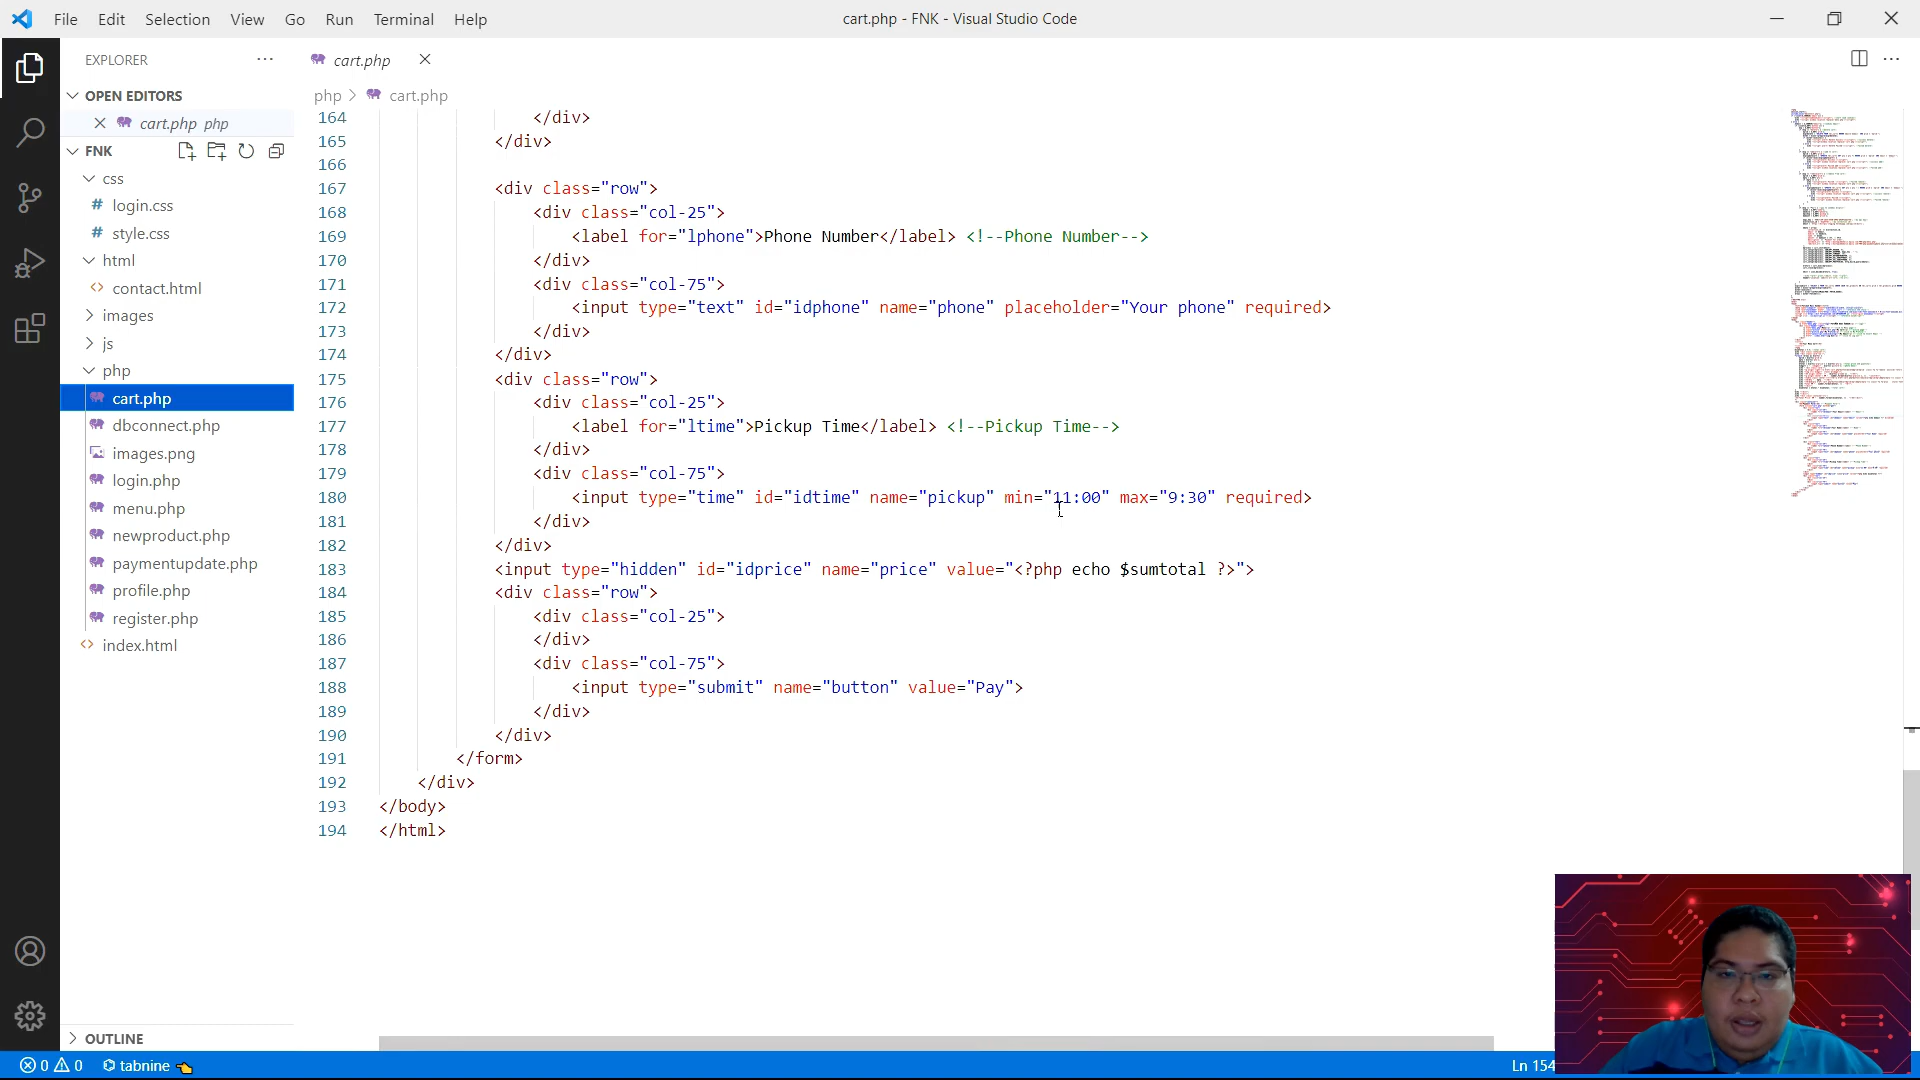 File Edit Selection View Go Run Terminal Help
cart.php - FNK - Visual Studio Code
EXPLORER
OPEN EDITORS
cart.php php
FNK
css
login.css
style.css
html
contact.html
images
js
php
cart.php
dbconnect.php
images.png
login.php
menu.php
newproduct.php
paymentupdate.php
profile.php
register.php
index.html
OUTLINE
cart.php
php > cart.php
164 </div>
165 </div>
166
167 <div class="row">
168 <div class="col-25">
169 <label for="lphone">Phone Number</label> <!--Phone Number-->
170 </div>
171 <div class="col-75">
172 <input type="text" id="idphone" name="phone" placeholder="Your phone" required>
173 </div>
174 </div>
175 <div class="row">
176 <div class="col-25">
177 <label for="ltime">Pickup Time</label> <!--Pickup Time-->
178 </div>
179 <div class="col-75">
180 <input type="time" id="idtime" name="pickup" min="11:00" max="9:30" required>
181 </div>
182 </div>
183 <input type="hidden" id="idprice" name="price" value="<?php echo $sumtotal ?>">
184 <div class="row">
185 <div class="col-25">
186 </div>
187 <div class="col-75">
188 <input type="submit" name="button" value="Pay">
189 </div>
190 </div>
191 </form>
192 </div>
193 </body>
194 </html>
0 0 tabnine
Ln 154